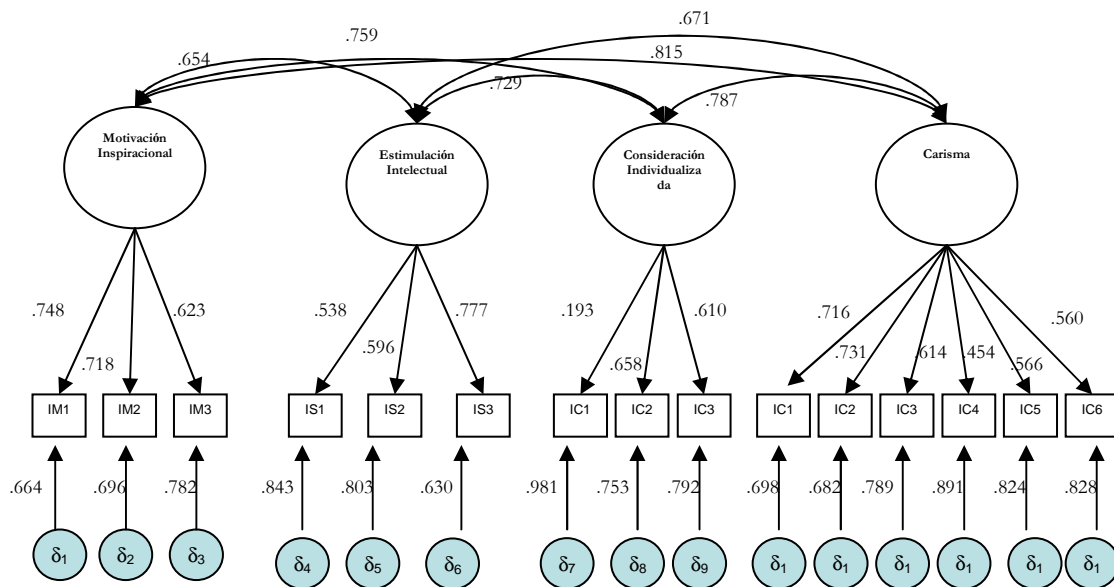 .671
.759
.815
.654
.729
.787
Motivación
Inspiracional
Estimulación
Intelectual
Consideración
Individualiza
da
Carisma
.748
.718
.623
.538
.596
.777
.193
.658
.610
.716
.731
.614
.454
.566
.560
IM1 IM2 IM3 IS1 IS2 IS3 IC1 IC2 IC3 IC1 IC2 IC3 IC4 IC5 IC6
.664 .696 .782 .843 .803 .630 .981 .753 .792 .698 .682 .789 .891 .824 .828
δ1 δ2 δ3 δ4 δ5 δ6 δ7 δ8 δ9 δ1 δ1 δ1 δ1 δ1 δ1